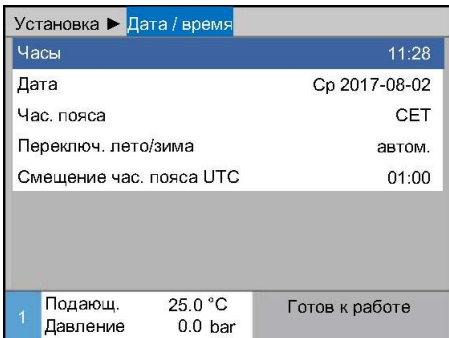 Установка ► Дата / время
Часы 11:28
Дата Ср 2017-08-02
Час. пояса CET
Переключ. лето/зима автом.
Смещение час. пояса UTC 01:00
1 Подающ. 25.0 °C Готов к работе
Давление 0.0 bar